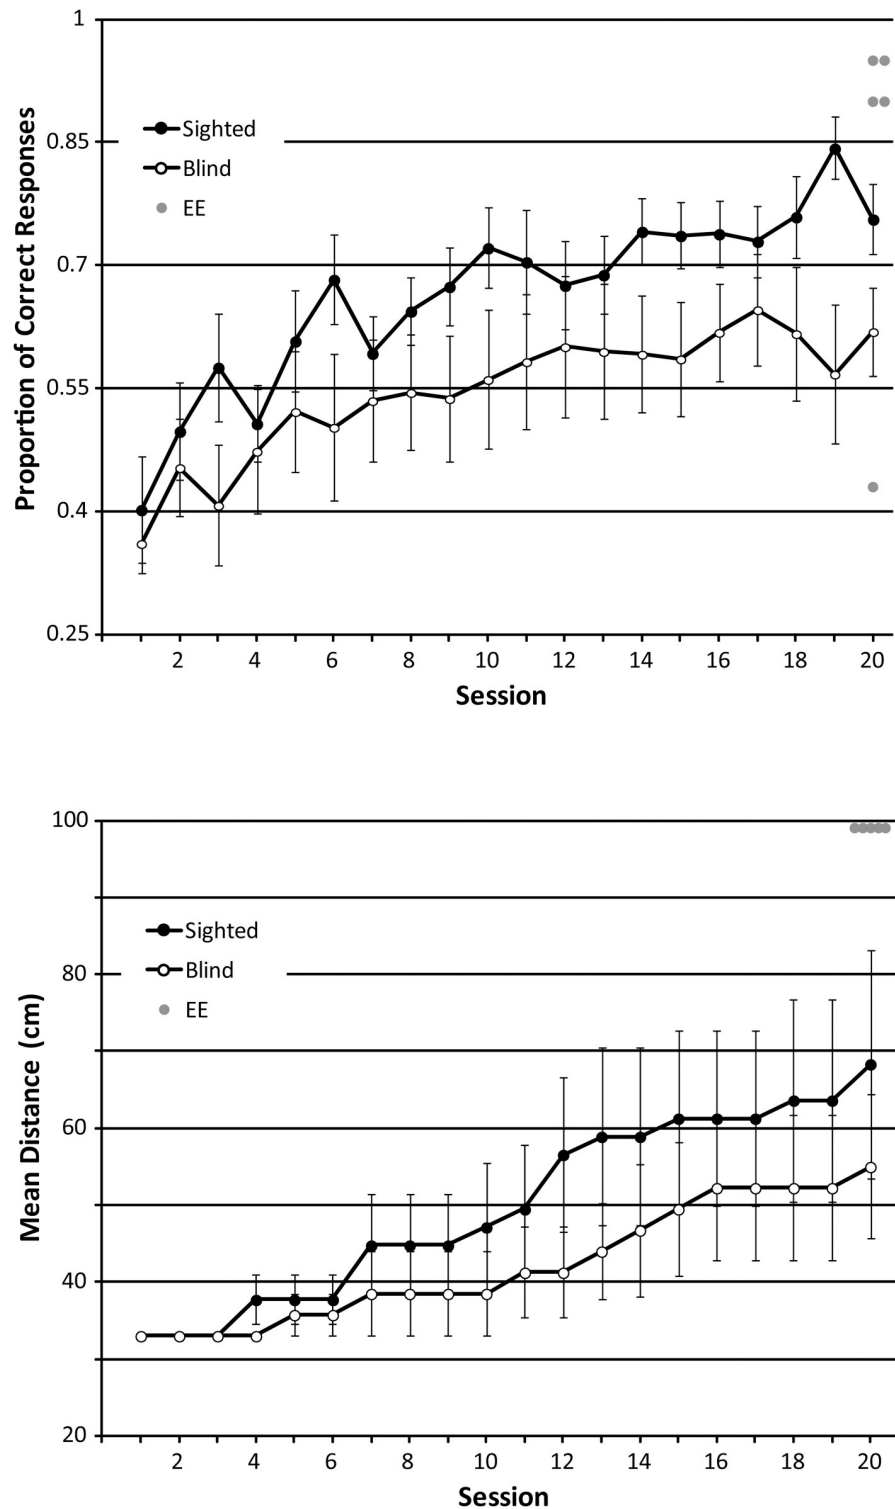 1
0.85
0.7
0.55
0.4
0.25
Proportion of Correct Responses
Sighted
Blind
EE
2 4 6 8 10 12 14 16 18 20
Session
100
80
60
40
20
Mean Distance (cm)
Sighted
Blind
EE
2 4 6 8 10 12 14 16 18 20
Session